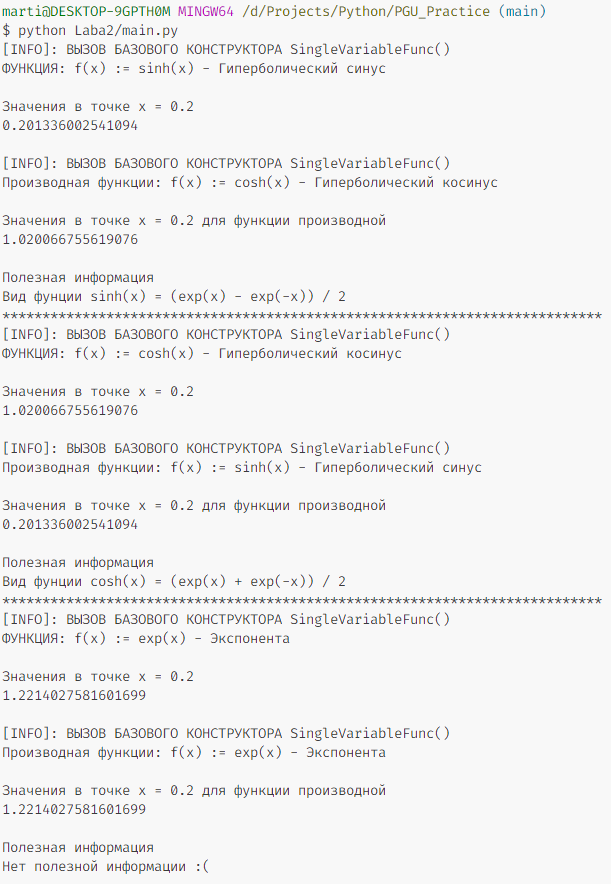 marti@DESKTOP-9GPTH0M MINGW64 /d/Projects/Python/PGU_Practice (main)
$ python Laba2/main.py
[INFO]: ВЫЗОВ БАЗОВОГО КОНСТРУКТОРА SingleVariableFunc()
ФУНКЦИЯ: f(x) := sinh(x) - Гиперболический синус

Значения в точке x = 0.2
0.201336002541094

[INFO]: ВЫЗОВ БАЗОВОГО КОНСТРУКТОРА SingleVariableFunc()
Производная функции: f(x) := cosh(x) - Гиперболический косинус

Значения в точке x = 0.2 для функции производной
1.020066755619076

Полезная информация
Вид фунции sinh(x) = (exp(x) - exp(-x)) / 2
***************************************************************************
[INFO]: ВЫЗОВ БАЗОВОГО КОНСТРУКТОРА SingleVariableFunc()
ФУНКЦИЯ: f(x) := cosh(x) - Гиперболический косинус

Значения в точке x = 0.2
1.020066755619076

[INFO]: ВЫЗОВ БАЗОВОГО КОНСТРУКТОРА SingleVariableFunc()
Производная функции: f(x) := sinh(x) - Гиперболический синус

Значения в точке x = 0.2 для функции производной
0.201336002541094

Полезная информация
Вид фунции cosh(x) = (exp(x) + exp(-x)) / 2
***************************************************************************
[INFO]: ВЫЗОВ БАЗОВОГО КОНСТРУКТОРА SingleVariableFunc()
ФУНКЦИЯ: f(x) := exp(x) - Экспонента

Значения в точке x = 0.2
1.2214027581601699

[INFO]: ВЫЗОВ БАЗОВОГО КОНСТРУКТОРА SingleVariableFunc()
Производная функции: f(x) := exp(x) - Экспонента

Значения в точке x = 0.2 для функции производной
1.2214027581601699

Полезная информация
Нет полезной информации :(